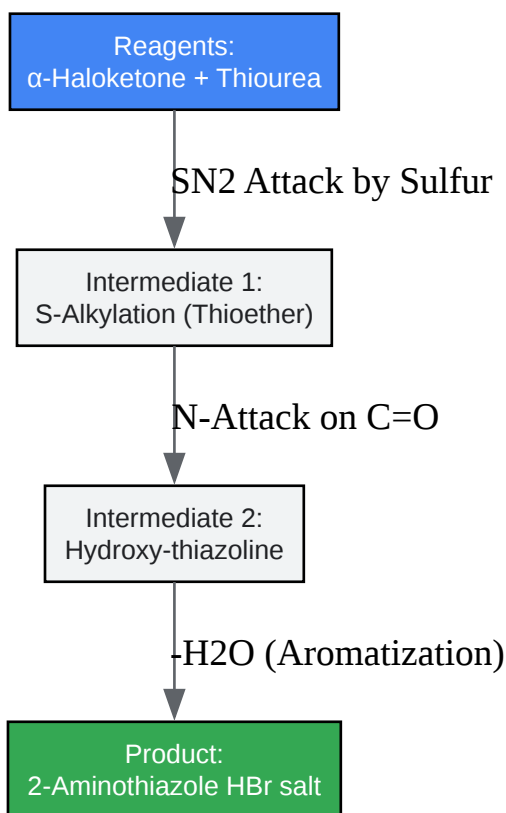 Reagents:
α-Haloketone + Thiourea
SN2 Attack by Sulfur
Intermediate 1:
S-Alkylation (Thioether)
N-Attack on C=O
Intermediate 2:
Hydroxy-thiazoline
-H2O (Aromatization)
Product:
2-Aminothiazole HBr salt